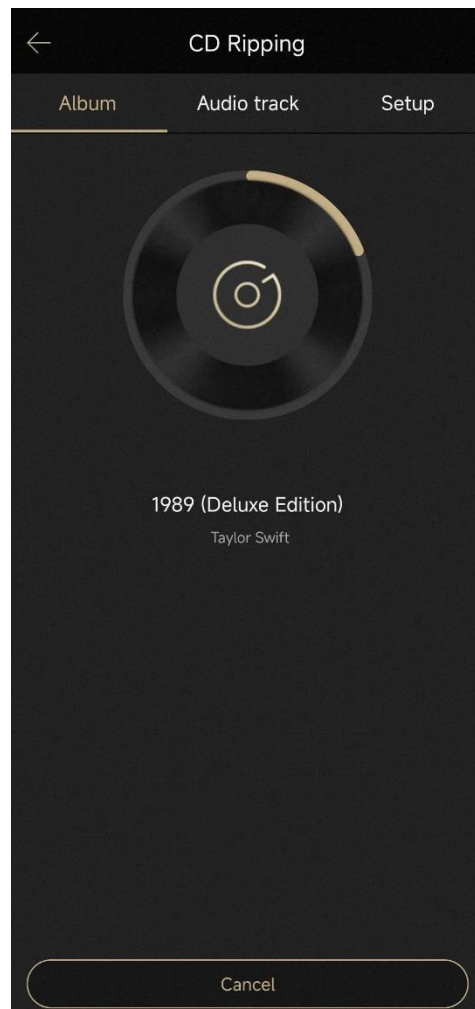 CD Ripping
Album Audio track Setup
1989 (Deluxe Edition)
Taylor Swift
Cancel